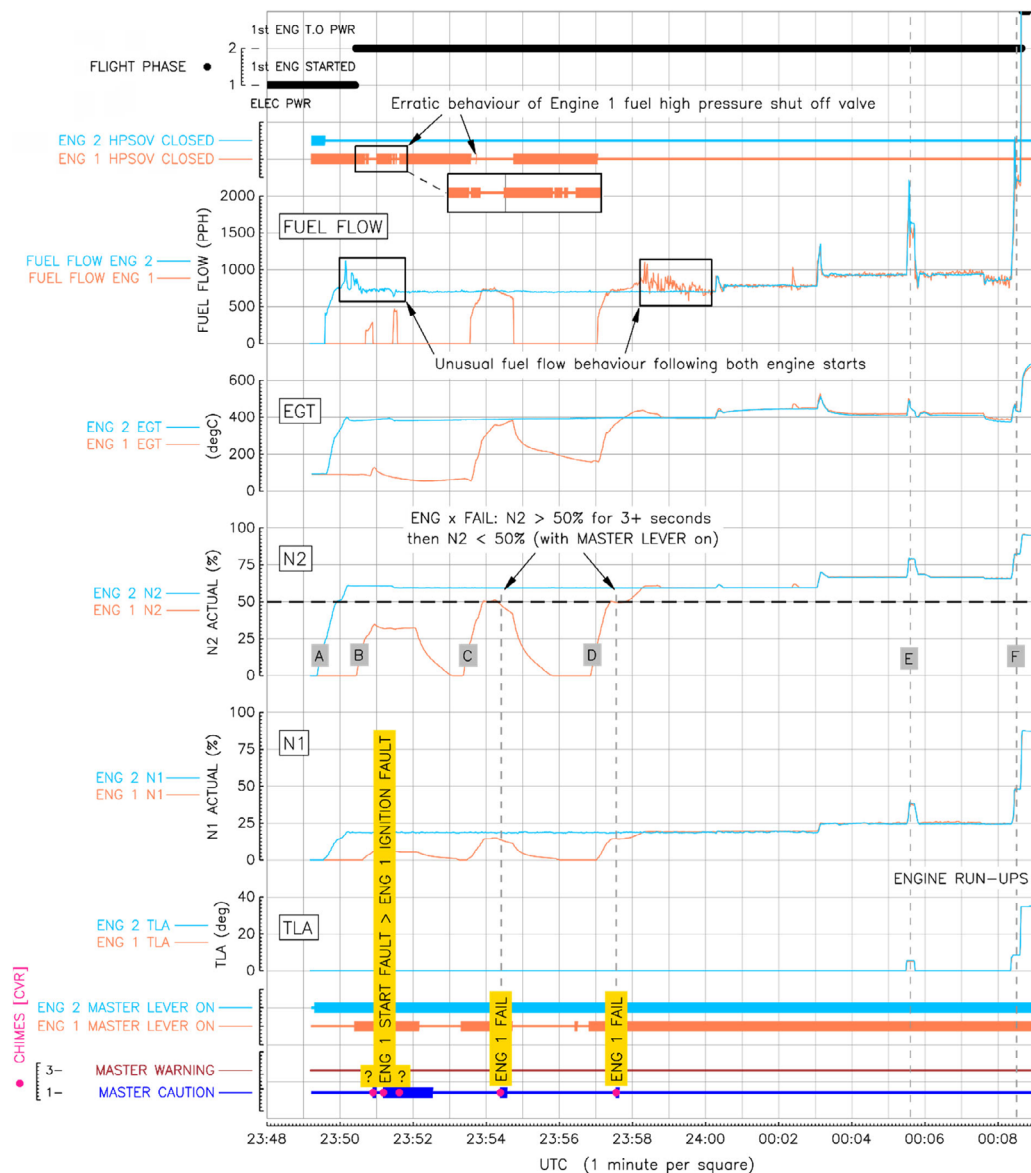 1st ENG T.O PWR
2
FLIGHT PHASE
1st ENG STARTED
1
ELEC PWR
Erratic behaviour of Engine 1 fuel high pressure shut off valve
ENG 2 HPSOV CLOSED
ENG 1 HPSOV CLOSED
2000
FUEL FLOW
1500
FUEL FLOW ENG 2
FUEL FLOW ENG 1
1000
500
0
FUEL FLOW (PPH)
Unusual fuel flow behaviour following both engine starts
600
EGT
ENG 2 EGT
ENG 1 EGT
400
200
0
(degC)
ENG x FAIL: N2 > 50% for 3+ seconds
then N2 < 50% (with MASTER LEVER on)
100
N2
75
ENG 2 N2
ENG 1 N2
50
25
0
N2 ACTUAL (%)
A
B
C
D
E
F
100
N1
75
ENG 2 N1
ENG 1 N1
50
25
0
N1 ACTUAL (%)
ENGINE RUN-UPS
40
TLA
ENG 2 TLA
ENG 1 TLA
20
0
TLA (deg)
ENG 1 START FAULT > ENG 1 IGNITION FAULT
ENG 1 FAIL
ENG 1 FAIL
ENG 2 MASTER LEVER ON
ENG 1 MASTER LEVER ON
CHIMES [CVR]
3
MASTER WARNING
? ?
1
MASTER CAUTION
23:48 23:50 23:52 23:54 23:56 23:58 24:00 00:02 00:04 00:06 00:08
UTC (1 minute per square)